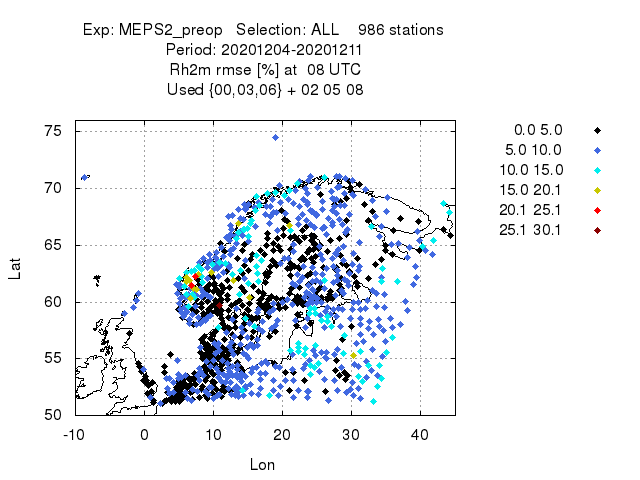 Exp: MEPS2_preop   Selection: ALL    986 stations
Period: 20201204-20201211
Rh2m rmse [%] at  08 UTC
Used {00,03,06} + 02 05 08
75
70
65
60
55
50
Lat
-10 0 10 20 30 40
Lon
0.0 5.0
5.0 10.0
10.0 15.0
15.0 20.1
20.1 25.1
25.1 30.1